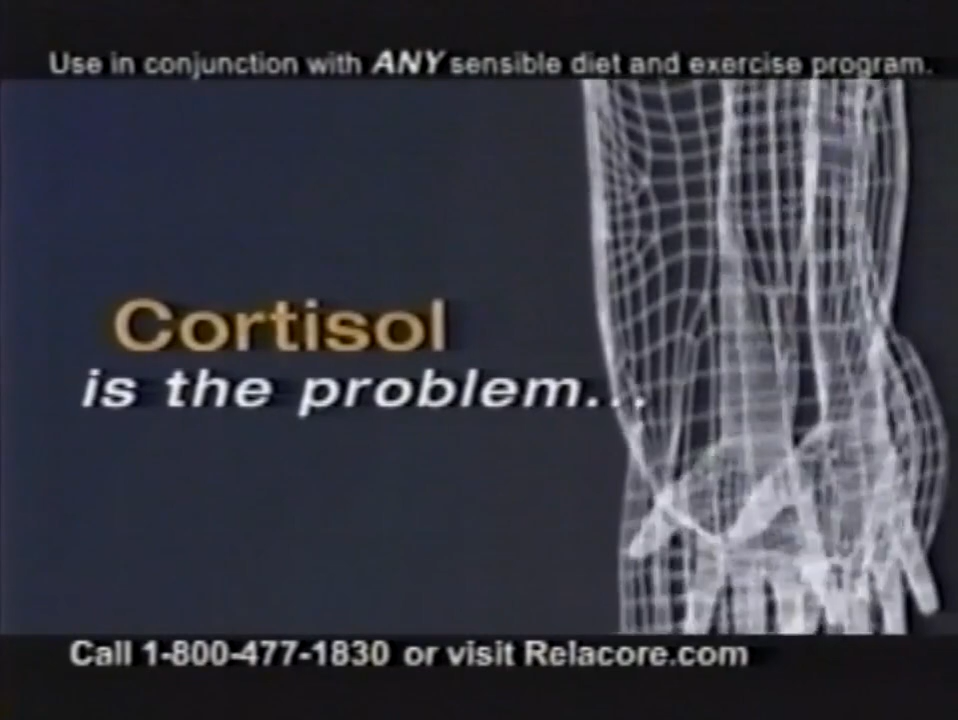 Use in conjunction with ANY sensible diet and exercise program.
Cortisol
is the problem...
Call 1-800-477-1830 or visit Relacore.com